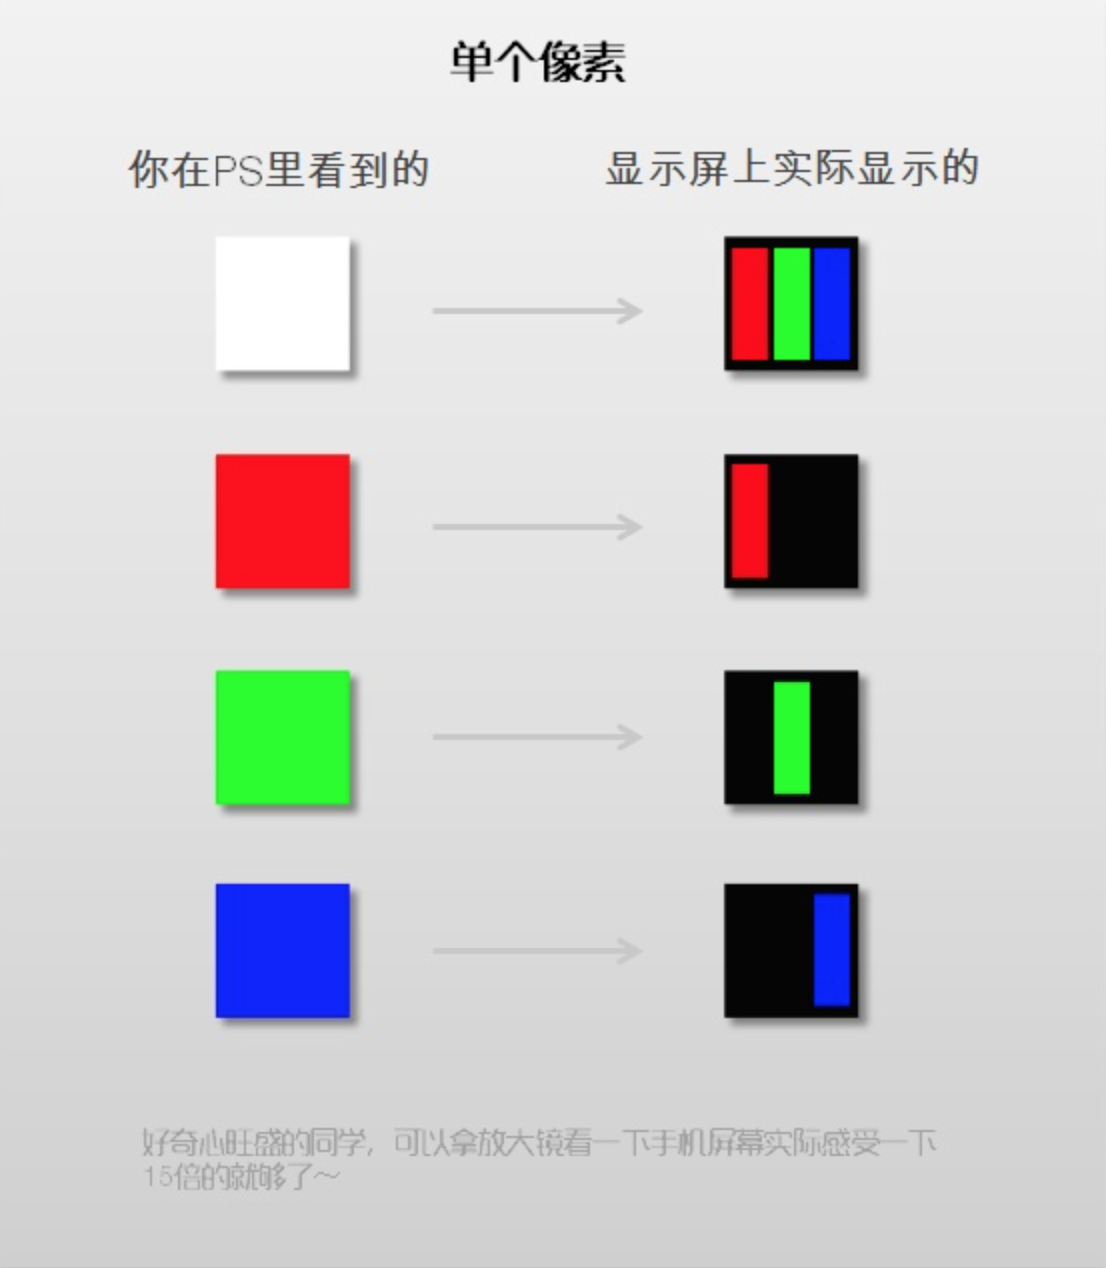 单个像素
你在PS里看到的
显示屏上实际显示的
好奇心旺盛的同学，可以拿放大镜看一下手机屏幕实际感受一下
15倍的就够了～